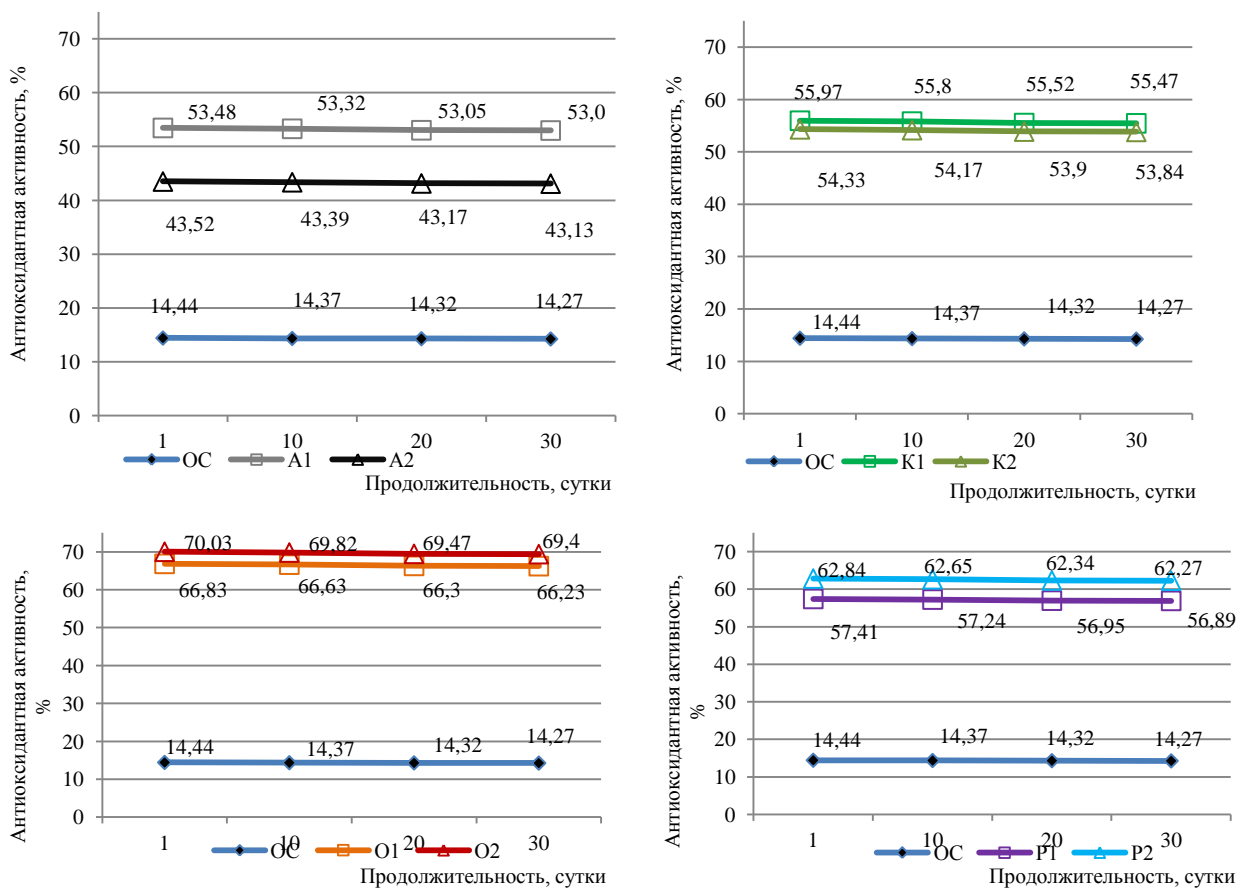 Антиоксидантная активность, %
70
60
50
40
30
20
10
0
53,48 53,32 53,05 53,0
43,52 43,39 43,17 43,13
14,44 14,37 14,32 14,27
1 10 20 30
ОС А1 А2
Продолжительность, сутки
Антиоксидантная активность, %
70
60
50
40
30
20
10
0
55,97 55,8 55,52 55,47
54,33 54,17 53,9 53,84
14,44 14,37 14,32 14,27
1 10 20 30
ОС К1 К2
Продолжительность, сутки
Антиоксидантная активность,
%
70
60
50
40
30
20
10
0
70,03 69,82 69,47 69,4
66,83 66,63 66,3 66,23
14,44 14,37 14,32 14,27
1 10 20 30
ОС О1 О2
Продолжительность, сутки
Антиоксидантная активность,
%
70
60
50
40
30
20
10
0
62,84 62,65 62,34 62,27
57,41 57,24 56,95 56,89
14,44 14,37 14,32 14,27
1 10 20 30
ОС Р1 Р2
Продолжительность, сутки